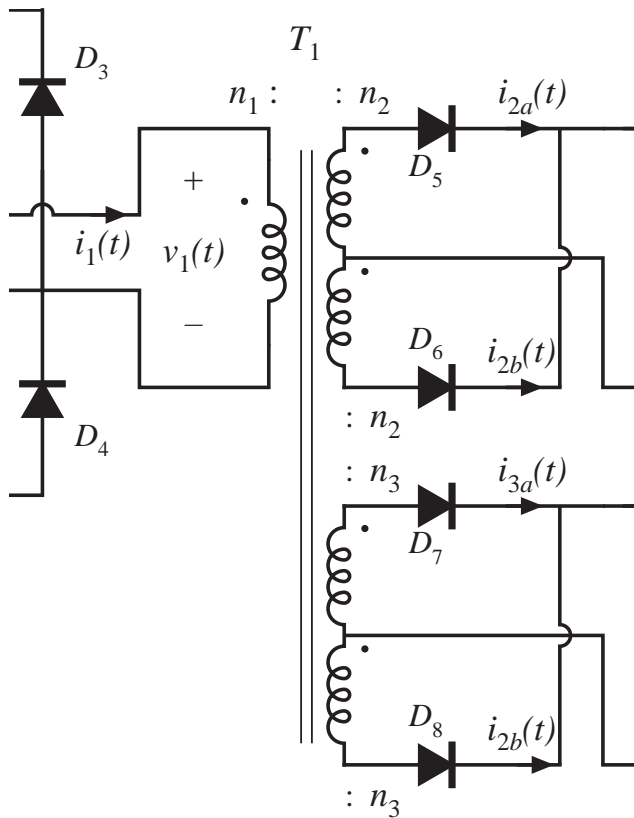 T₁
D₃
n₁ : : n₂
i₂ₐ(t)
D₅
+
i₁(t)
v₁(t)
−
D₆
i₂b(t)
D₄
: n₂
: n₃
i₃ₐ(t)
D₇
D₈
i₂b(t)
: n₃